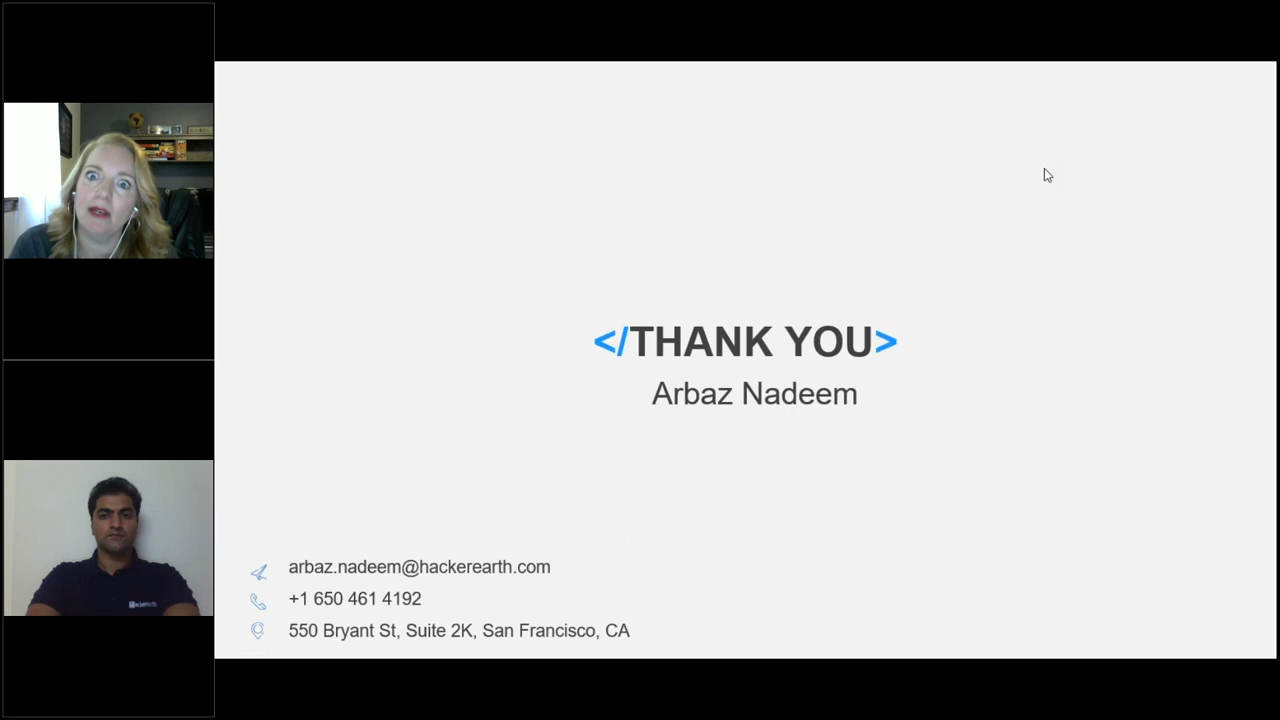 </THANK YOU>
Arbaz Nadeem
arbaz.nadeem@hackerearth.com
+1 650 461 4192
550 Bryant St, Suite 2K, San Francisco, CA